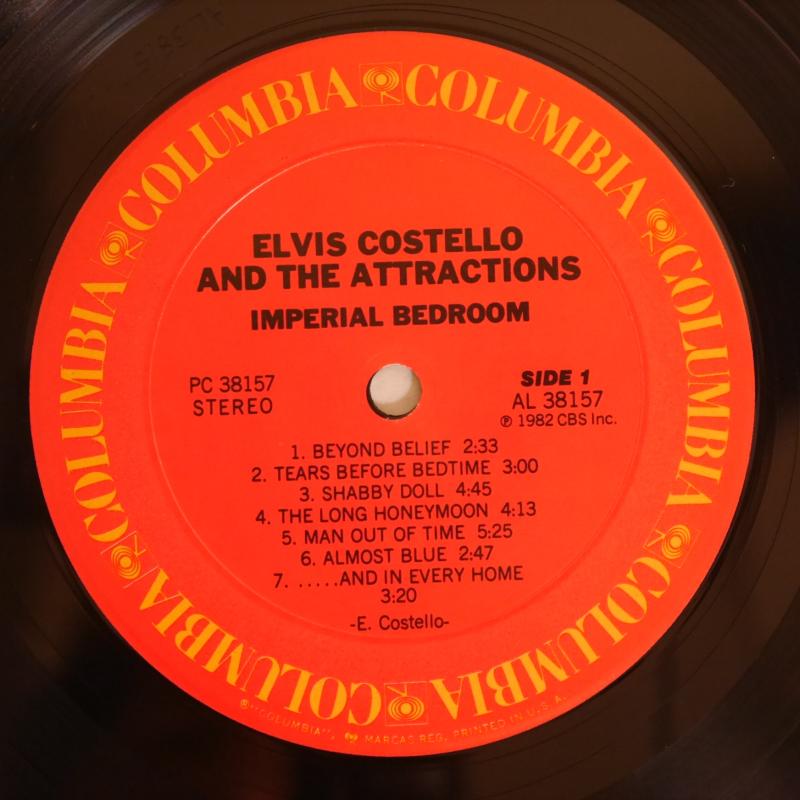 COLUMBIA COLUMBIA COLUMBIA COLUMBIA COLUMBIA COLUMBIA
ELVIS COSTELLO
AND THE ATTRACTIONS
IMPERIAL BEDROOM
PC 38157
STEREO
SIDE 1
AL 38157
℗ 1982 CBS Inc.
1. BEYOND BELIEF 2:33
2. TEARS BEFORE BEDTIME 3:00
3. SHABBY DOLL 4:45
4. THE LONG HONEYMOON 4:13
5. MAN OUT OF TIME 5:25
6. ALMOST BLUE 2:47
7. .....AND IN EVERY HOME
3:20
-E. Costello-
®"COLUMBIA", MARCAS REG. PRINTED IN U.S.A.